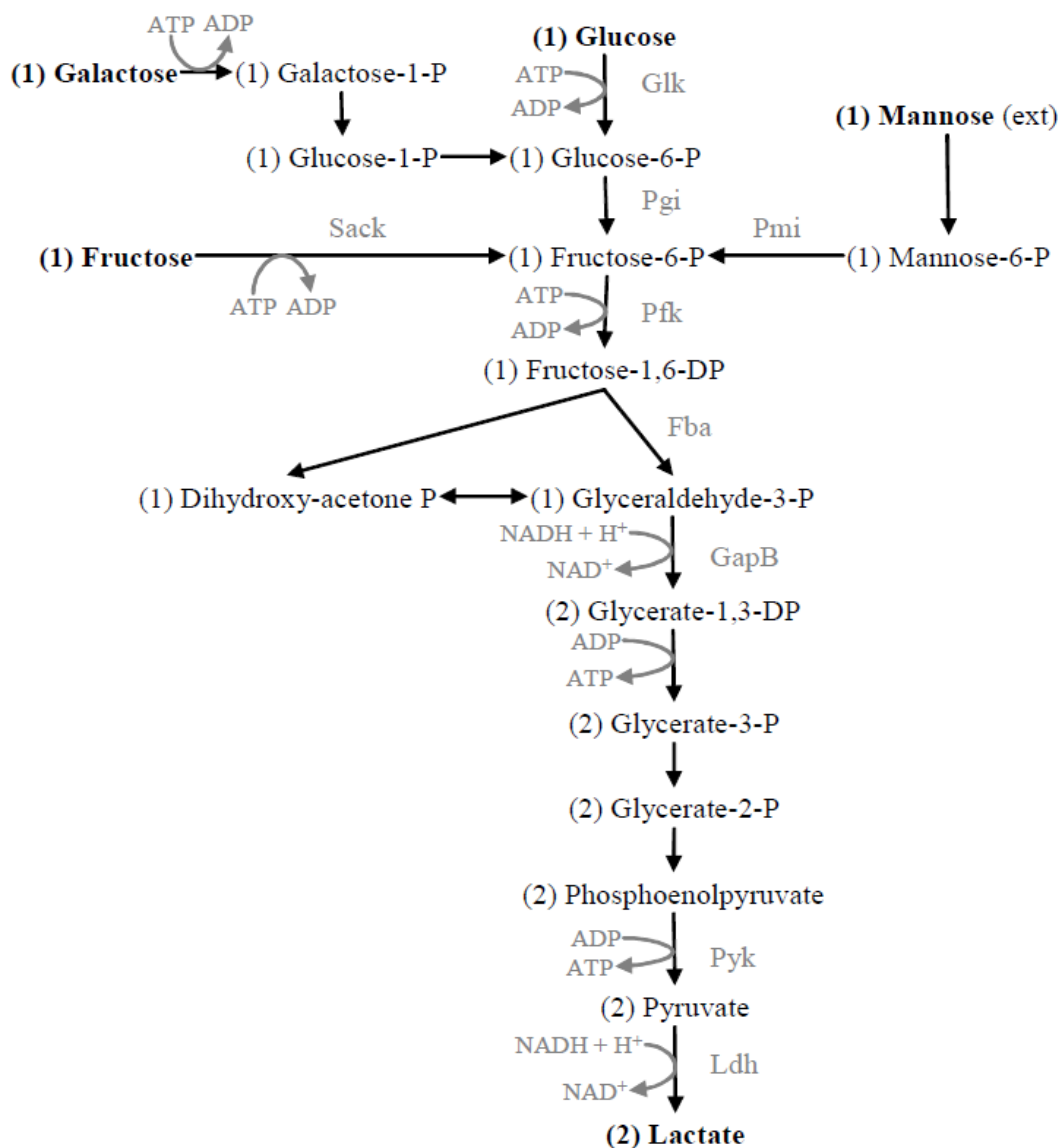 ATP ADP
(1) Galactose
(1) Galactose-1-P
(1) Glucose
ATP
Glk
ADP
(1) Mannose (ext)
(1) Glucose-1-P
(1) Glucose-6-P
Pgi
Sack
Pmi
(1) Fructose
(1) Fructose-6-P
(1) Mannose-6-P
ATP ADP
ATP
Pfk
ADP
(1) Fructose-1,6-DP
Fba
(1) Dihydroxy-acetone P
(1) Glyceraldehyde-3-P
NADH + H⁺
GapB
NAD⁺
(2) Glycerate-1,3-DP
ADP
ATP
(2) Glycerate-3-P
(2) Glycerate-2-P
(2) Phosphoenolpyruvate
ADP
Pyk
ATP
(2) Pyruvate
NADH + H⁺
Ldh
NAD⁺
(2) Lactate